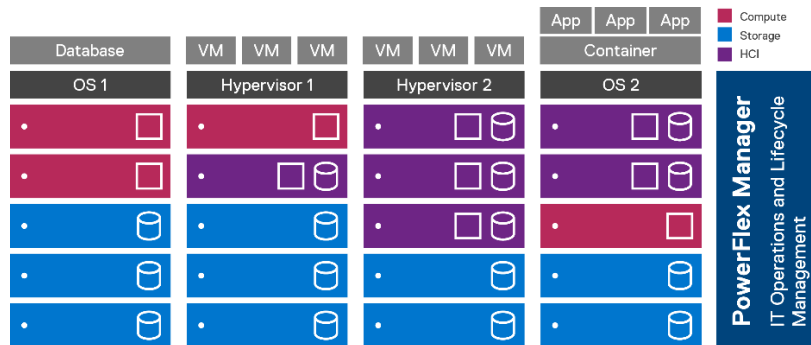 App App App
Compute
Storage
HCI
Database
VM VM VM
VM VM VM
Container
OS 1
Hypervisor 1
Hypervisor 2
OS 2
PowerFlex Manager
IT Operations and Lifecycle
Management